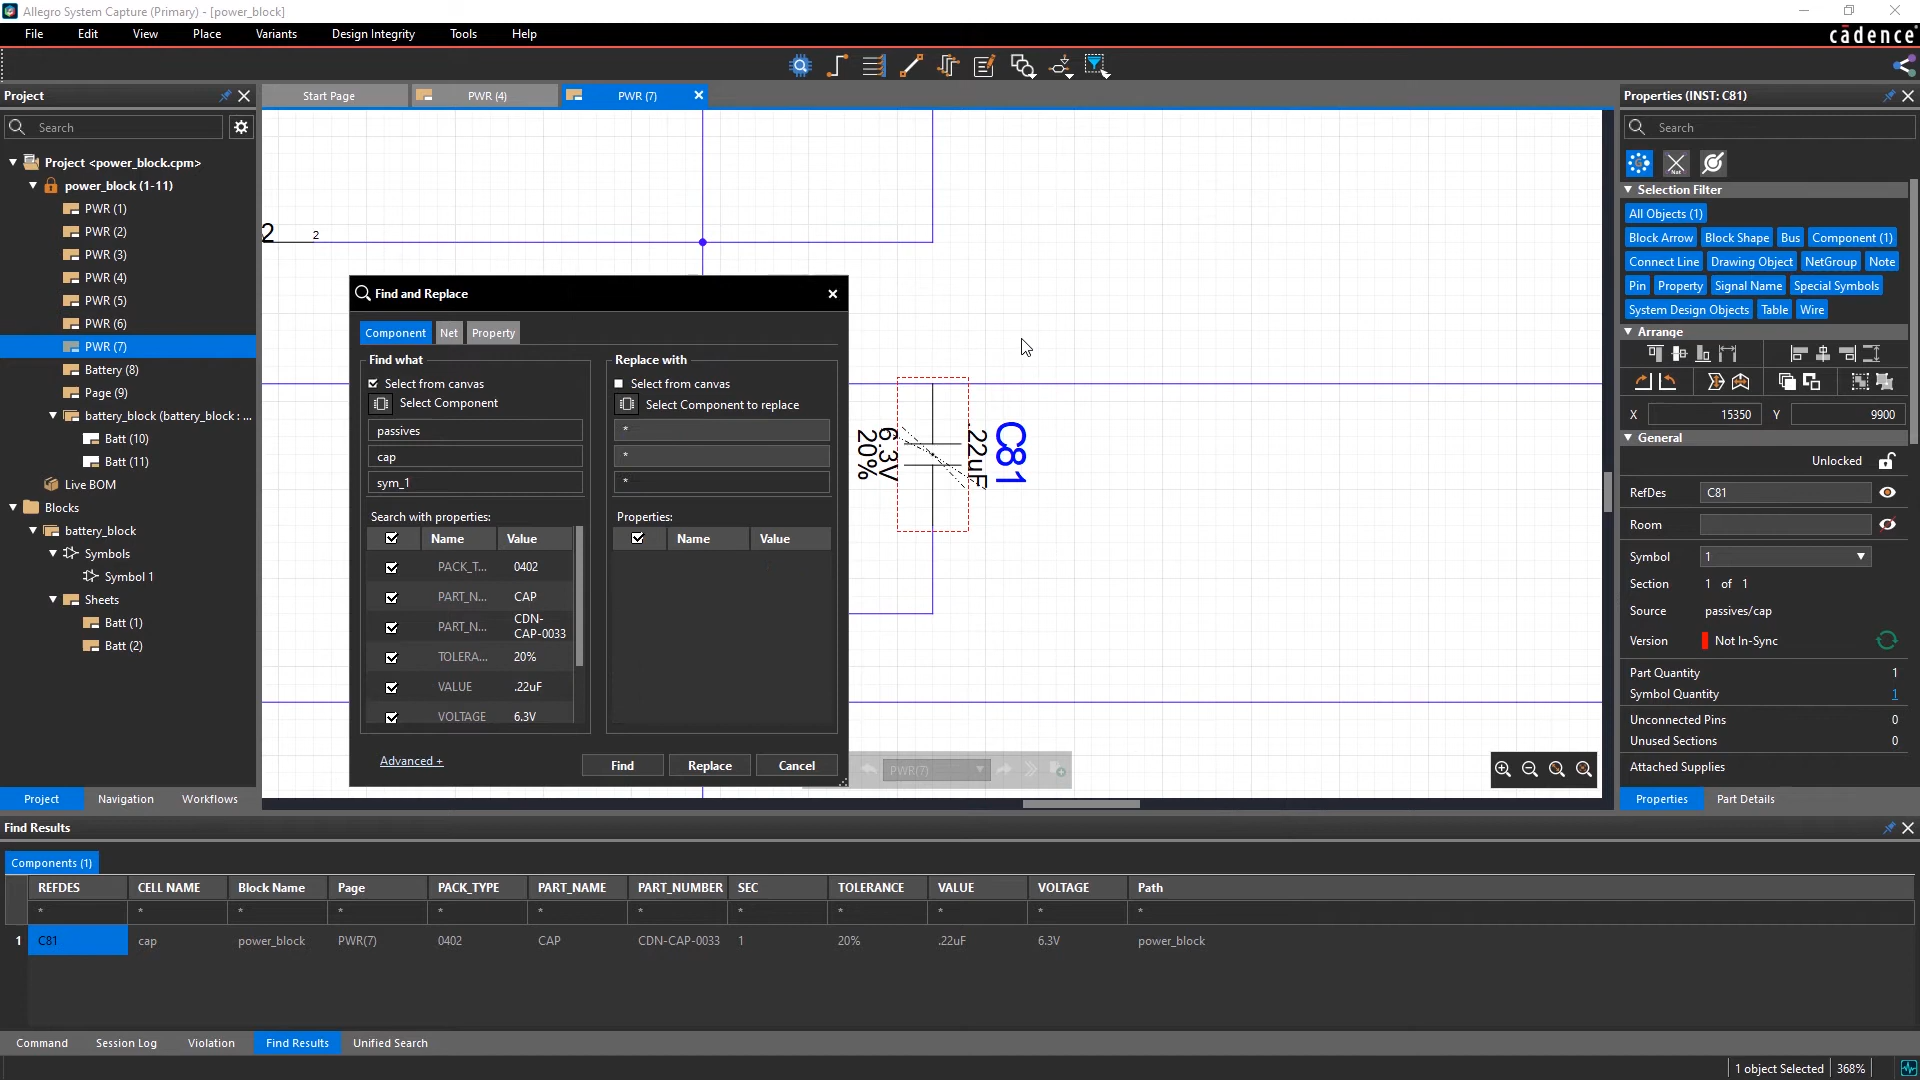 Allegro System Capture (Primary) - [power_block]
File Edit View Place Variants Design Integrity Tools Help
cādence
Project
Search
Project <power_block.cpm>
power_block (1-11)
PWR (1)
PWR (2)
PWR (3)
PWR (4)
PWR (5)
PWR (6)
PWR (7)
Battery (8)
Page (9)
battery_block (battery_block : ...
Batt (10)
Batt (11)
Live BOM
Blocks
battery_block
Symbols
Symbol 1
Sheets
Batt (1)
Batt (2)
Project Navigation Workflows
Start Page PWR (4) PWR (7)
2 2
Find and Replace
Component Net Property
Find what
Select from canvas
Select Component
passives
cap
sym_1
Search with properties:
Name Value
PACK_T... 0402
PART_N... CAP
PART_N... CDN-
CAP-0033
TOLERA... 20%
VALUE .22uF
VOLTAGE 6.3V
Replace with
Select from canvas
Select Component to replace
*
*
*
Properties:
Name Value
Advanced +
Find Replace Cancel
20%
6.3V
.22uF
C81
PWR(7)
Properties (INST: C81)
Search
Selection Filter
All Objects (1)
Block Arrow Block Shape Bus Component (1)
Connect Line Drawing Object NetGroup Note
Pin Property Signal Name Special Symbols
System Design Objects Table Wire
Arrange
X 15350 Y 9900
General
Unlocked
RefDes C81
Room
Symbol 1
Section 1 of 1
Source passives/cap
Version Not In-Sync
Part Quantity 1
Symbol Quantity 1
Unconnected Pins 0
Unused Sections 0
Attached Supplies
Properties Part Details
Find Results
Components (1)
REFDES CELL NAME Block Name Page PACK_TYPE PART_NAME PART_NUMBER SEC TOLERANCE VALUE VOLTAGE Path
* * * * * * * * * * * *
1 C81 cap power_block PWR(7) 0402 CAP CDN-CAP-0033 1 20% .22uF 6.3V power_block
Command Session Log Violation Find Results Unified Search
1 object Selected 368%